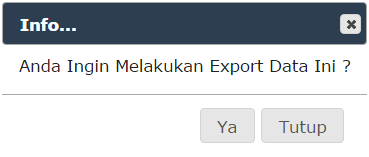 Info...
Anda Ingin Melakukan Export Data Ini ?
Ya Tutup